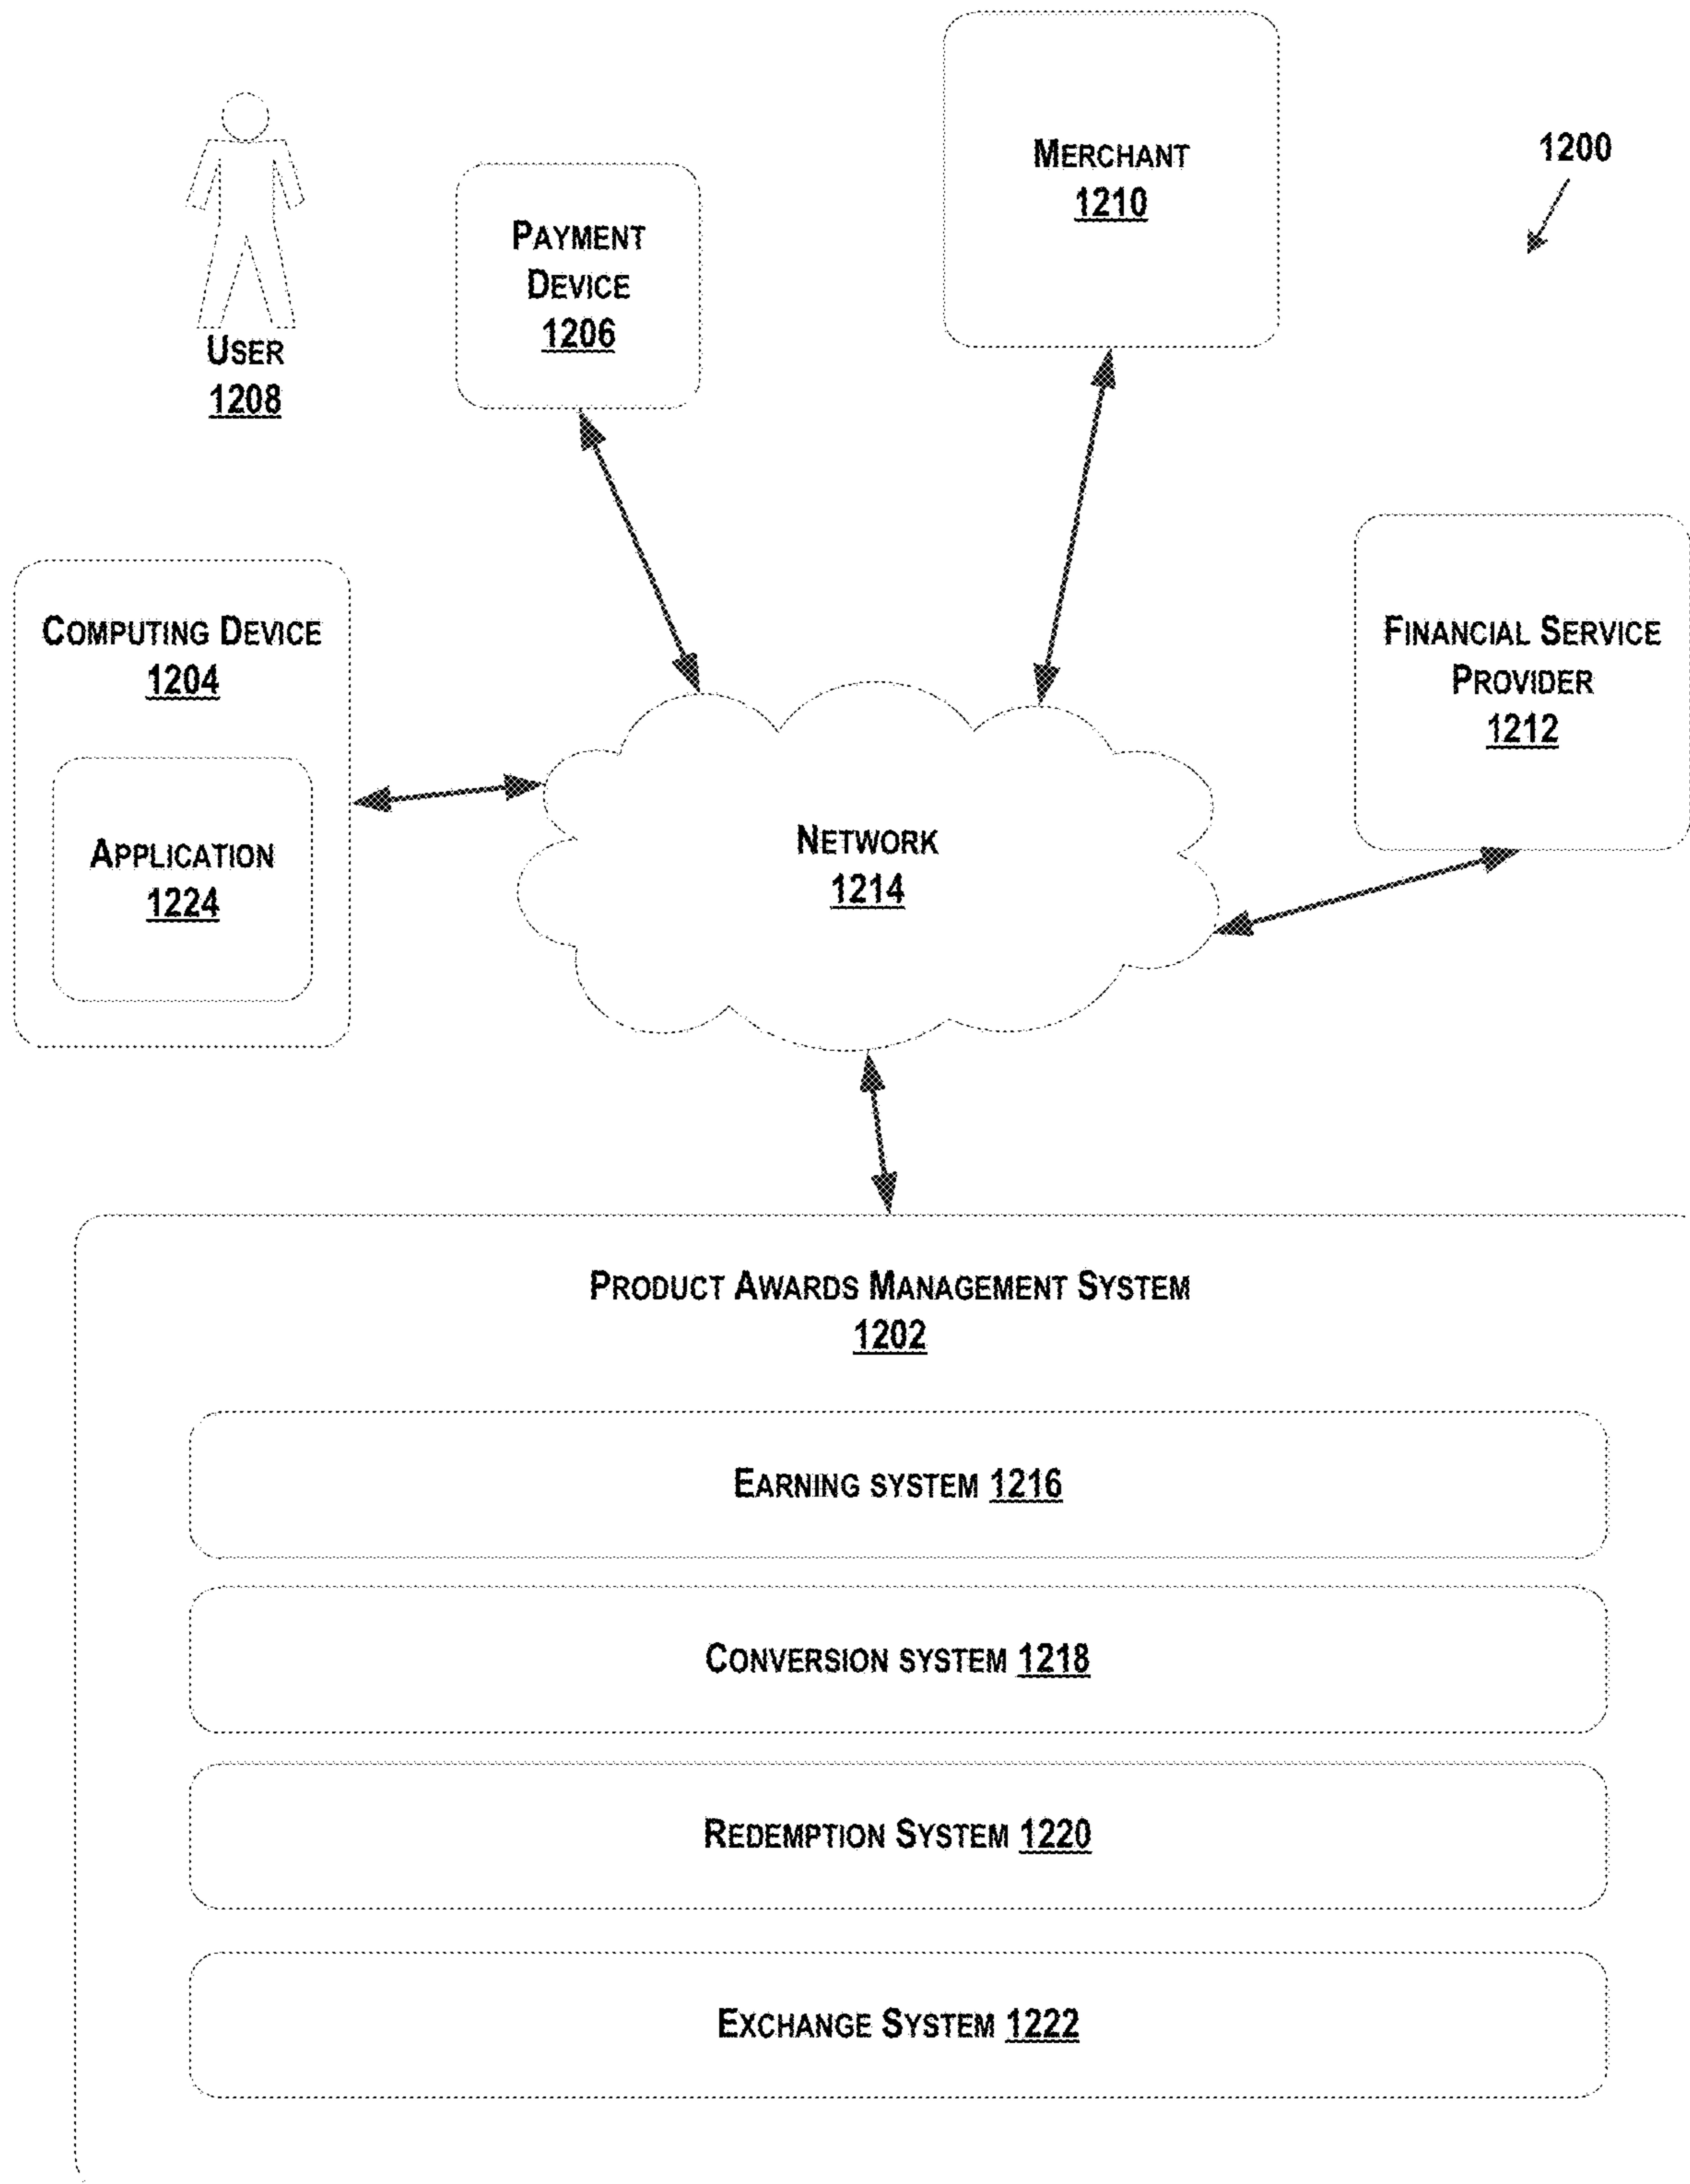 MERCHANT
1210
1200
PAYMENT
DEVICE
1206
USER
1208
COMPUTING DEVICE
1204
APPLICATION
1224
FINANCIAL SERVICE
PROVIDER
1212
NETWORK
1214
PRODUCT AWARDS MANAGEMENT SYSTEM
1202
EARNING SYSTEM 1216
CONVERSION SYSTEM 1218
REDEMPTION SYSTEM 1220
EXCHANGE SYSTEM 1222